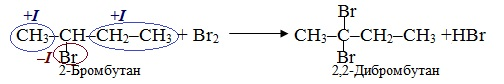 +I +I Br
CH₃–CH–CH₂–CH₃ + Br₂ → CH₃–C–CH₂–CH₃ +HBr
–I Br Br
2-Бромбутан 2,2-Дибромбутан